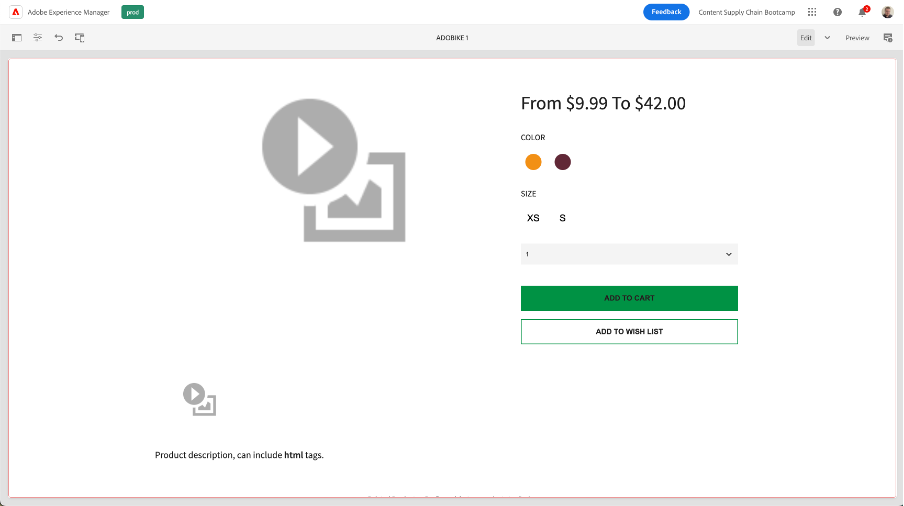 Adobe Experience Manager
prod
Feedback
Content Supply Chain Bootcamp
ADOBIKE 1
Edit
Preview
From $9.99 To $42.00
COLOR
SIZE
XS S
1
ADD TO CART
ADD TO WISH LIST
Product description, can include html tags.